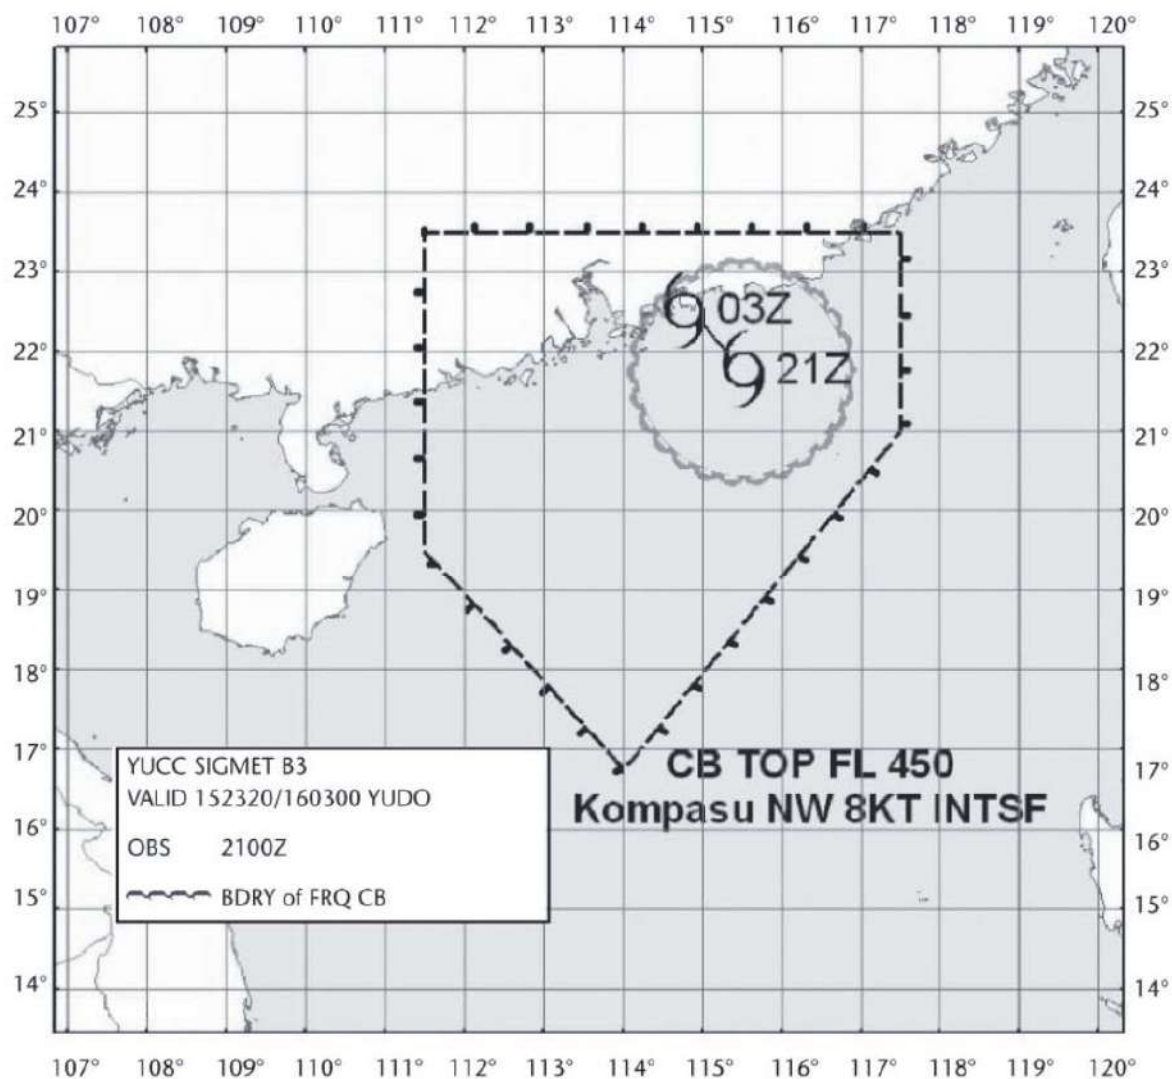 107° 108° 109° 110° 111° 112° 113° 114° 115° 116° 117° 118° 119° 120°
25° 25°
24° 24°
23° 23°
03Z
22° 22°
21Z
21° 21°
20° 20°
19° 19°
18° 18°
17° 17°
CB TOP FL 450
Kompasu NW 8KT INTSF
YUCC SIGMET B3
VALID 152320/160300 YUDO
OBS 2100Z
BDRY of FRQ CB
16° 16°
15° 15°
14° 14°
107° 108° 109° 110° 111° 112° 113° 114° 115° 116° 117° 118° 119° 120°